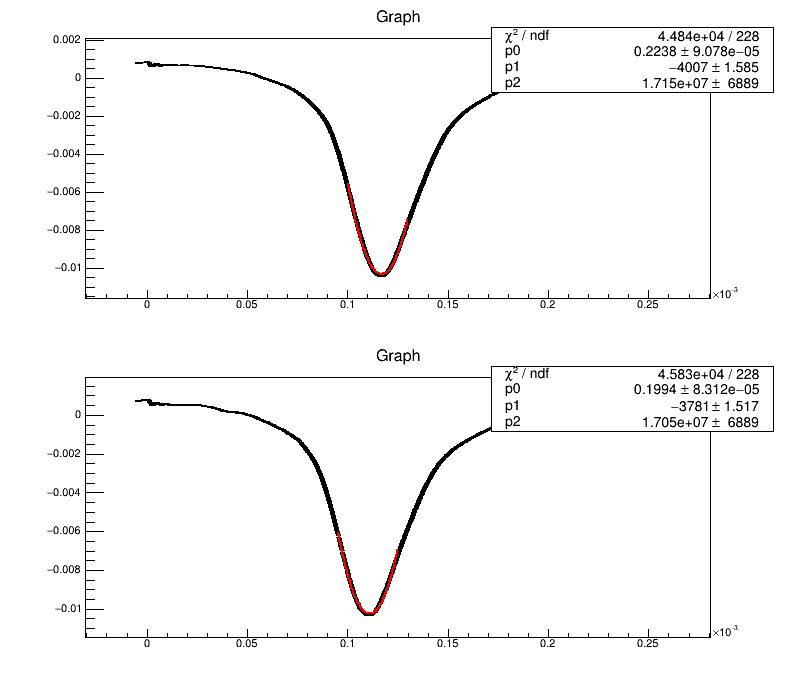 Graph
χ² / ndf 4.484e+04 / 228
p0 0.2238 ± 9.078e−05
p1 −4007 ± 1.585
p2 1.715e+07 ± 6889
0.002
0
−0.002
−0.004
−0.006
−0.008
−0.01
0 0.05 0.1 0.15 0.2 0.25
×10⁻³
Graph
χ² / ndf 4.583e+04 / 228
p0 0.1994 ± 8.312e−05
p1 −3781 ± 1.517
p2 1.705e+07 ± 6889
0
−0.002
−0.004
−0.006
−0.008
−0.01
0 0.05 0.1 0.15 0.2 0.25
×10⁻³